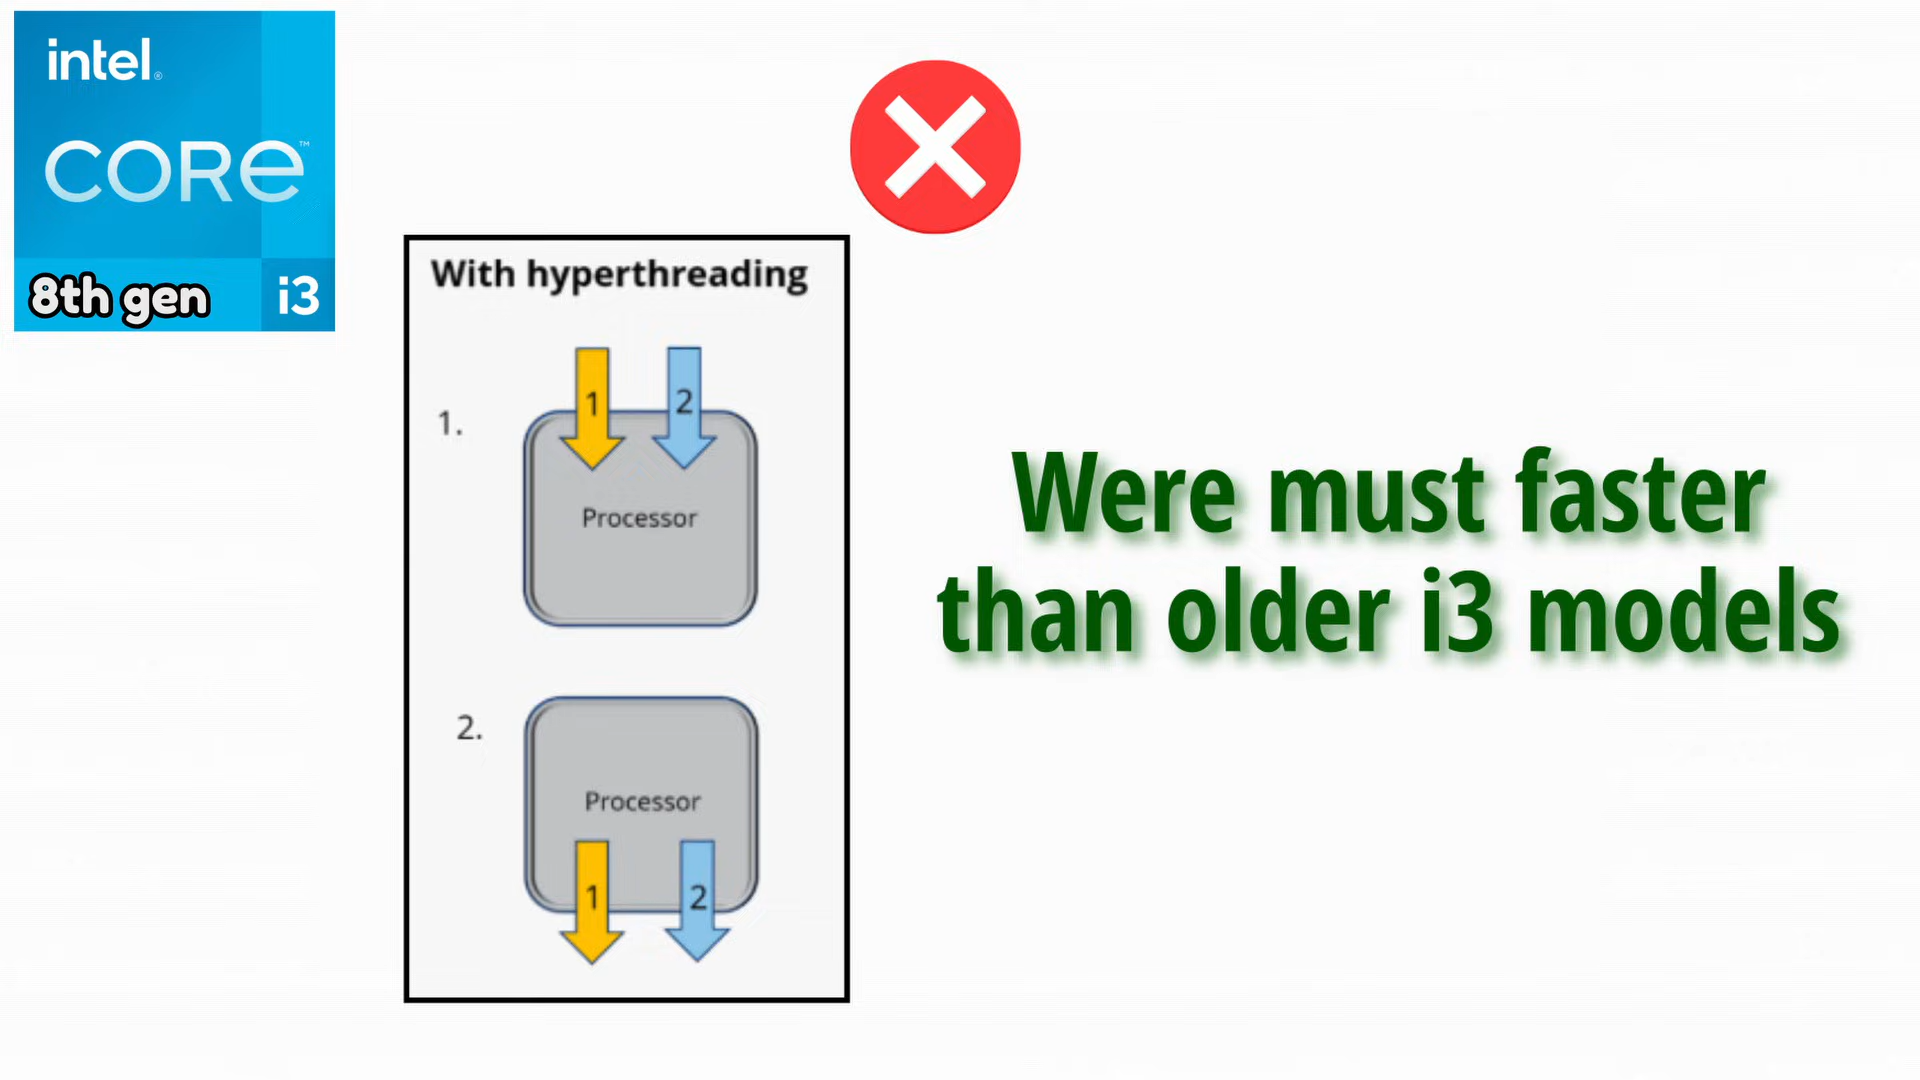 intel®
CORE™
8th gen
i3
With hyperthreading
1.
1
2
Processor
2.
Processor
1
2
Were must faster
than older i3 models